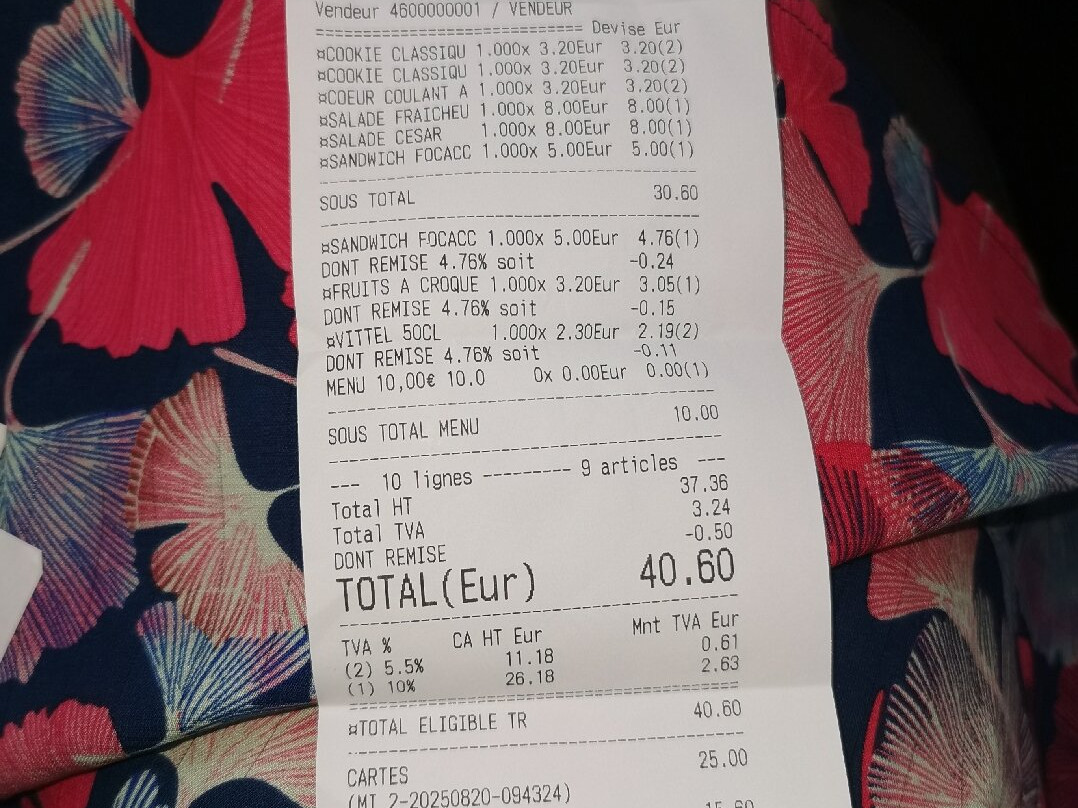 Vendeur 4600000001 / VENDEUR
============================ Devise Eur
¤COOKIE CLASSIQU 1.000x 3.20Eur 3.20(2)
¤COOKIE CLASSIQU 1.000x 3.20Eur 3.20(2)
¤COEUR COULANT A 1.000x 3.20Eur 3.20(2)
¤SALADE FRAICHEU 1.000x 8.00Eur 8.00(1)
¤SALADE CESAR 1.000x 8.00Eur 8.00(1)
¤SANDWICH FOCACC 1.000x 5.00Eur 5.00(1)
SOUS TOTAL 30.60
¤SANDWICH FOCACC 1.000x 5.00Eur 4.76(1)
DONT REMISE 4.76% soit -0.24
¤FRUITS A CROQUE 1.000x 3.20Eur 3.05(1)
DONT REMISE 4.76% soit -0.15
¤VITTEL 50CL 1.000x 2.30Eur 2.19(2)
DONT REMISE 4.76% soit -0.11
MENU 10,00€ 10.0 0x 0.00Eur 0.00(1)
SOUS TOTAL MENU 10.00
--- 10 lignes --------- 9 articles ---
Total HT 37.36
Total TVA 3.24
DONT REMISE -0.50
TOTAL(Eur) 40.60
TVA % CA HT Eur Mnt TVA Eur
(2) 5.5% 11.18 0.61
(1) 10% 26.18 2.63
¤TOTAL ELIGIBLE TR 40.60
CARTES 25.00
(MT 2-20250820-094324)
15.60